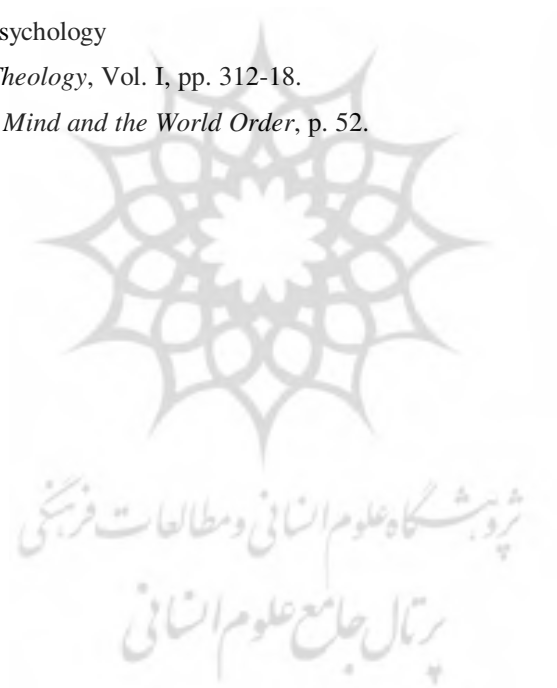 sychology
Theology, Vol. I, pp. 312-18.
Mind and the World Order, p. 52.
پژوهشگاه علوم انسانی و مطالعات فرهنگی
پرتال جامع علوم انسانی